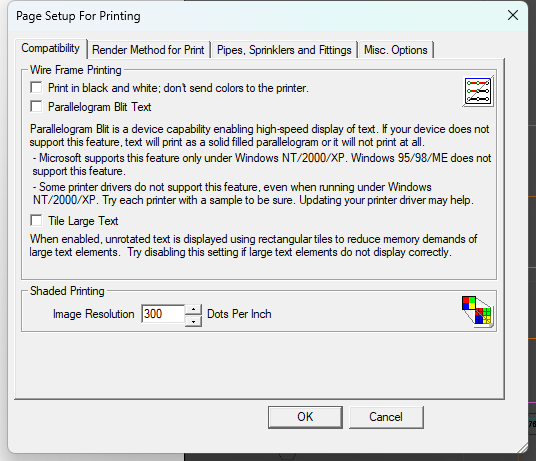 Page Setup For Printing
Compatibility
Render Method for Print
Pipes, Sprinklers and Fittings
Misc. Options
Wire Frame Printing
Print in black and white; don't send colors to the printer.
Parallelogram Blit Text
Parallelogram Blit is a device capability enabling high-speed display of text. If your device does not
support this feature, text will print as a solid filled parallelogram or it will not print at all.
- Microsoft supports this feature only under Windows NT/2000/XP. Windows 95/98/ME does not
support this feature.
- Some printer drivers do not support this feature, even when running under Windows
NT/2000/XP. Try each printer with a sample to be sure. Updating your printer driver may help.
Tile Large Text
When enabled, unrotated text is displayed using rectangular tiles to reduce memory demands of
large text elements. Try disabling this setting if large text elements do not display correctly.
Shaded Printing
Image Resolution 300 Dots Per Inch
OK
Cancel